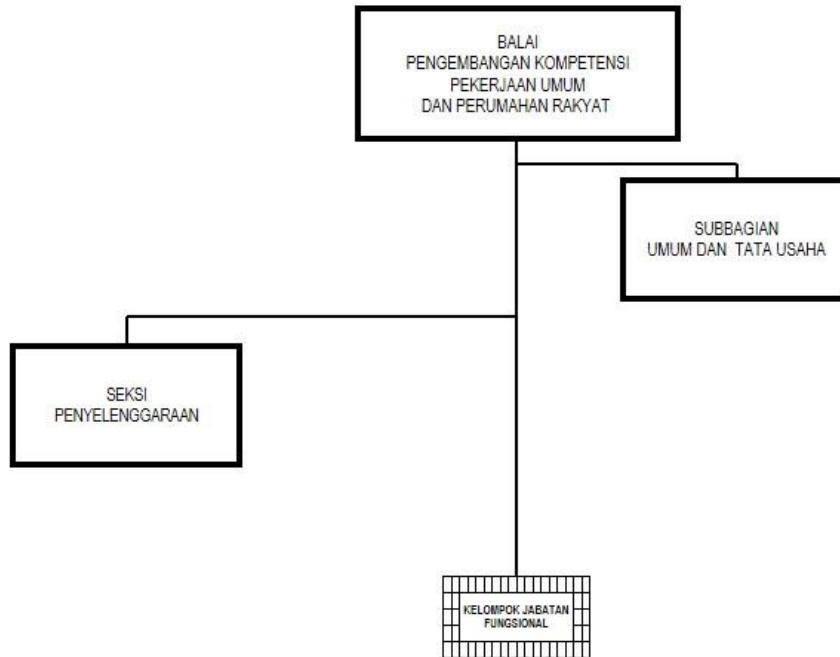 BALAI
PENGEMBANGAN KOMPETENSI
PEKERJAAN UMUM
DAN PERUMAHAN RAKYAT
SUBBAGIAN
UMUM DAN TATA USAHA
SEKSI
PENYELENGGARAAN
KELOMPOK JABATAN
FUNGSIONAL